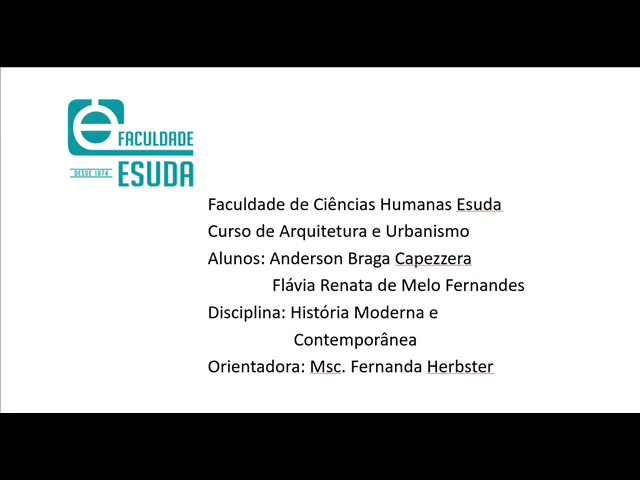 FACULDADE
DESDE 1974 ESUDA
Faculdade de Ciências Humanas Esuda
Curso de Arquitetura e Urbanismo
Alunos: Anderson Braga Capezzera
Flávia Renata de Melo Fernandes
Disciplina: História Moderna e
Contemporânea
Orientadora: Msc. Fernanda Herbster